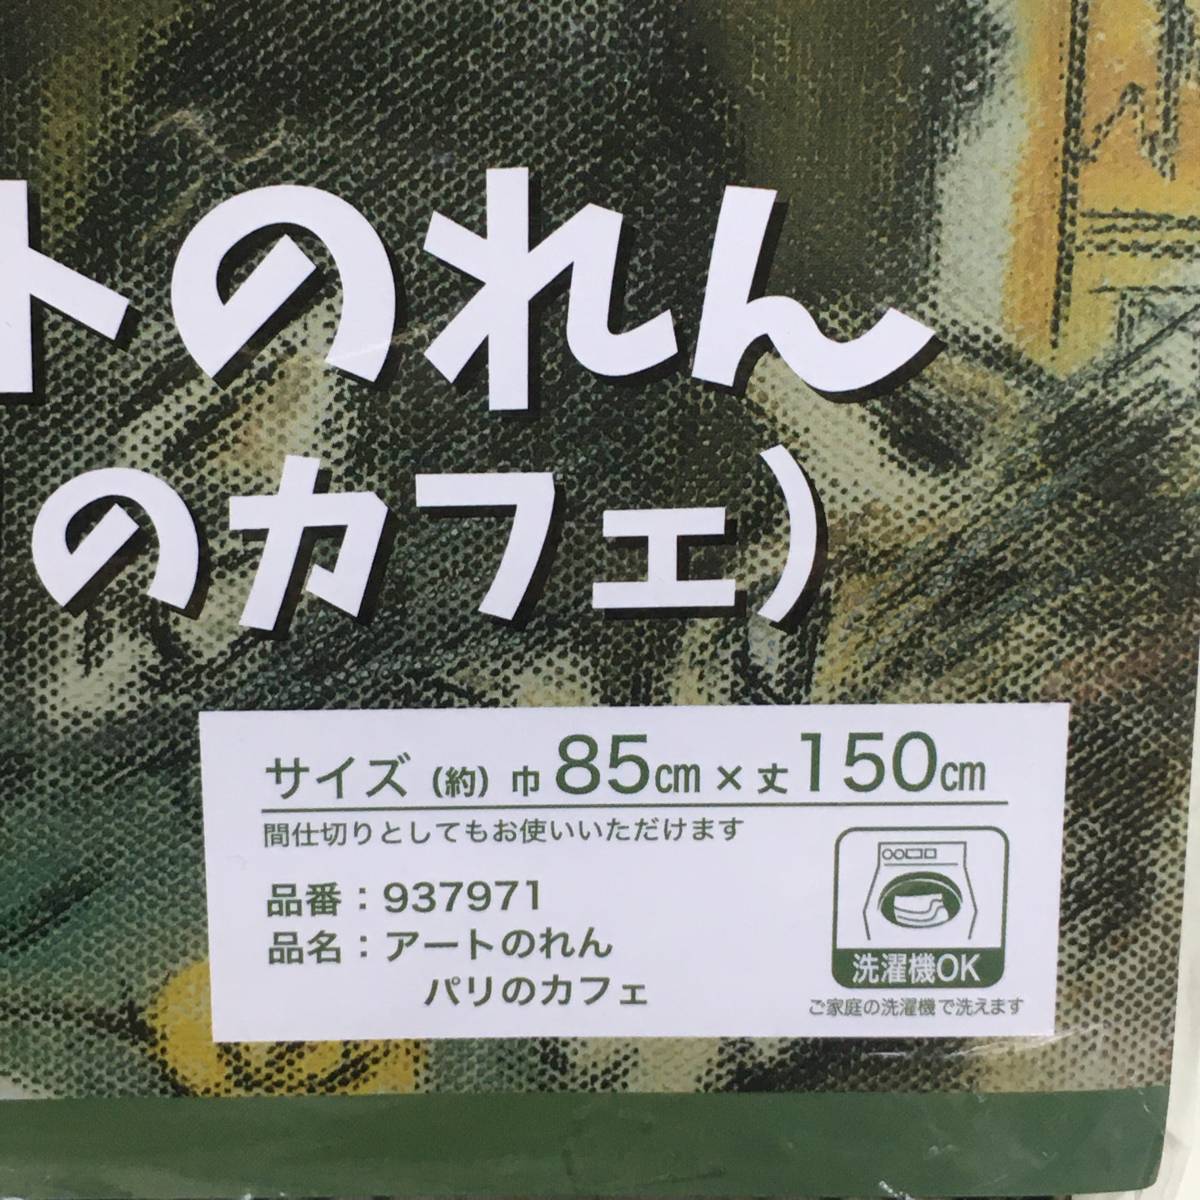 トのれん
のカフェ)
サイズ(約)巾85cm×丈150cm
間仕切りとしてもお使いいただけます
品番:937971
品名:アートのれん
パリのカフェ
洗濯機OK
ご家庭の洗濯機で洗えます